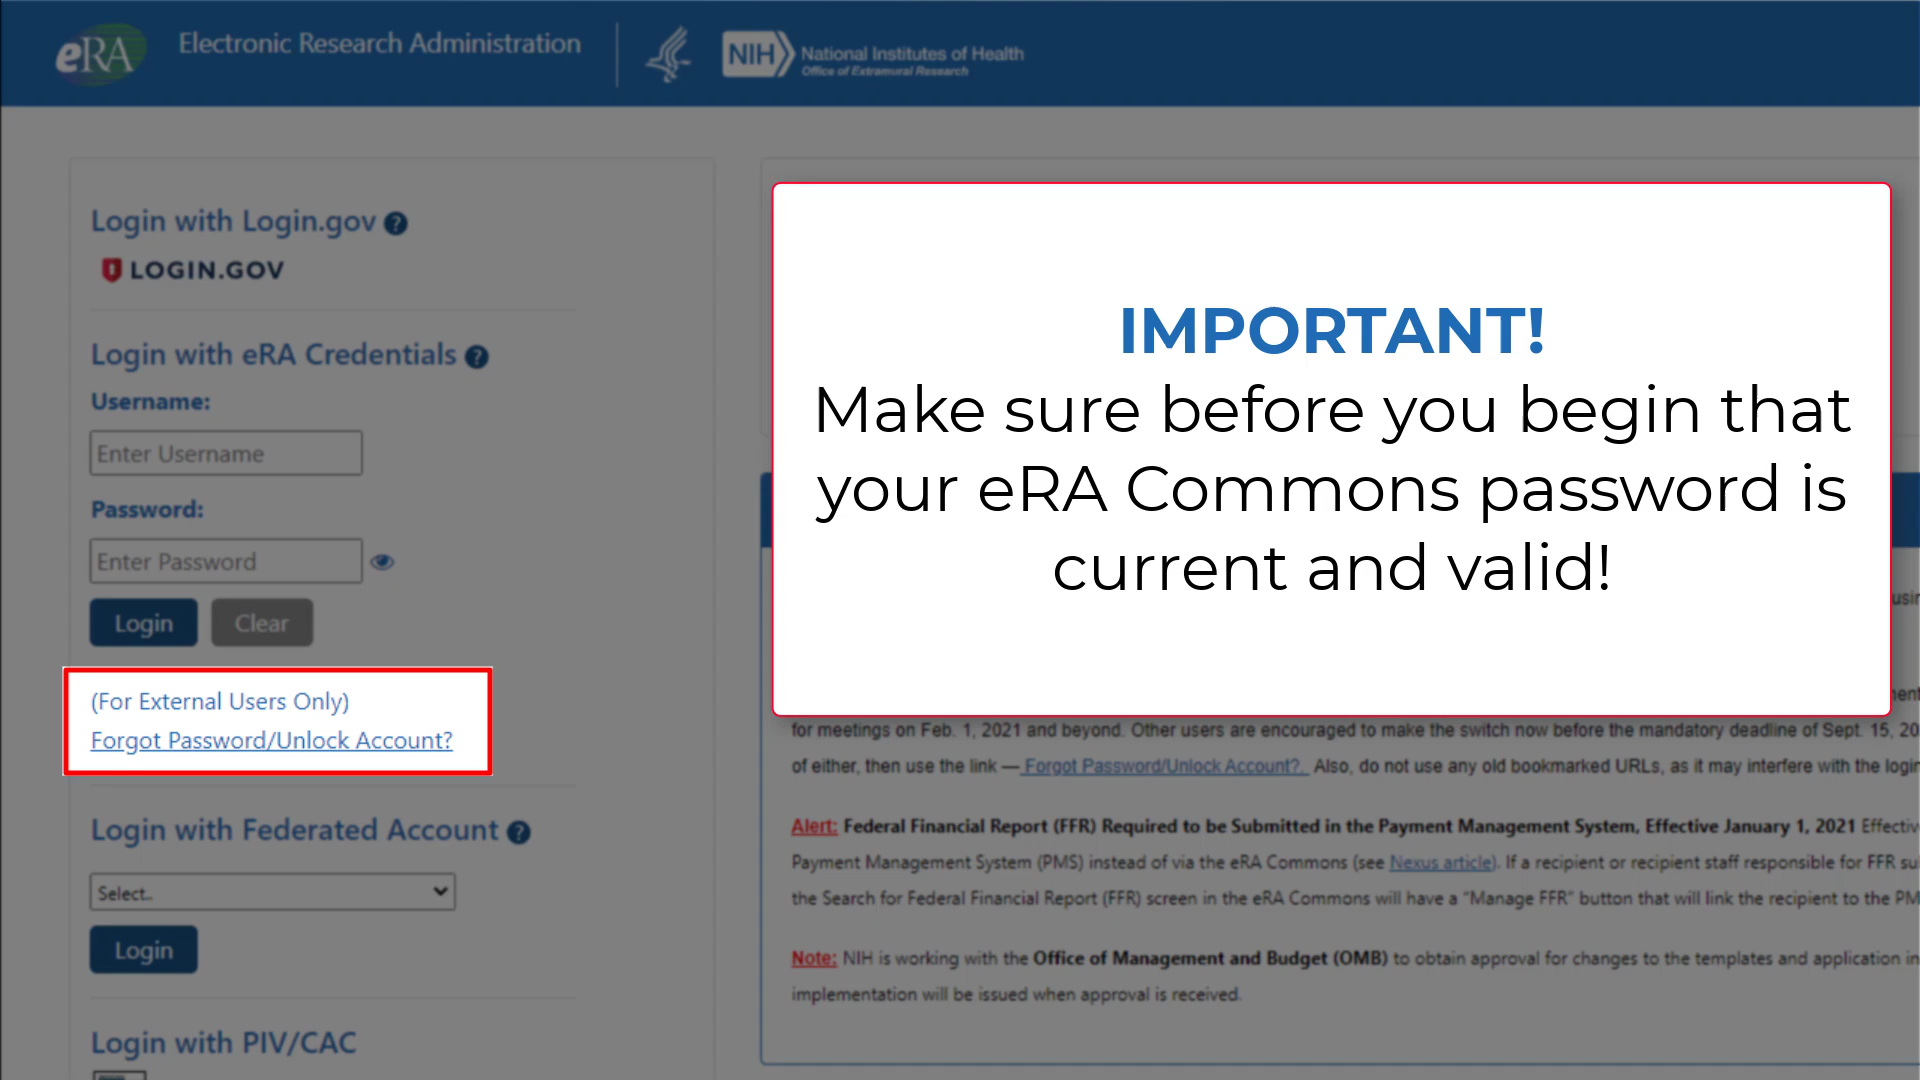 eRA Electronic Research Administration
NIH National Institutes of Health
Office of Extramural Research
Login with Login.gov ?
LOGIN.GOV
Login with eRA Credentials ?
Username:
Enter Username
Password:
Enter Password
Login Clear
(For External Users Only)
Forgot Password/Unlock Account?
Login with Federated Account ?
Select..
Login
Login with PIV/CAC
IMPORTANT!
Make sure before you begin that
your eRA Commons password is
current and valid!
for meetings on Feb. 1, 2021 and beyond. Other users are encouraged to make the switch now before the mandatory deadline of Sept. 15, 20
of either, then use the link — Forgot Password/Unlock Account?. Also, do not use any old bookmarked URLs, as it may interfere with the login
Alert: Federal Financial Report (FFR) Required to be Submitted in the Payment Management System, Effective January 1, 2021 Effectiv
Payment Management System (PMS) instead of via the eRA Commons (see Nexus article). If a recipient or recipient staff responsible for FFR su
the Search for Federal Financial Report (FFR) screen in the eRA Commons will have a "Manage FFR" button that will link the recipient to the PM
Note: NIH is working with the Office of Management and Budget (OMB) to obtain approval for changes to the templates and application in
implementation will be issued when approval is received.